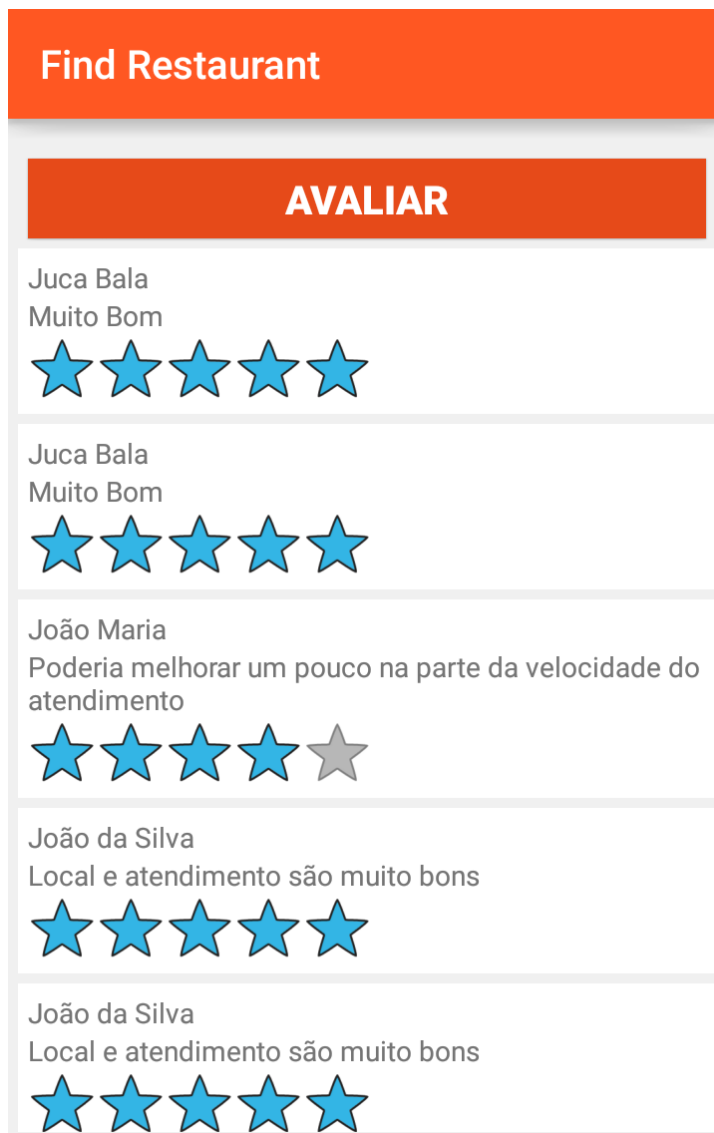 Find Restaurant
AVALIAR
Juca Bala
Muito Bom
Juca Bala
Muito Bom
João Maria
Poderia melhorar um pouco na parte da velocidade do
atendimento
João da Silva
Local e atendimento são muito bons
João da Silva
Local e atendimento são muito bons